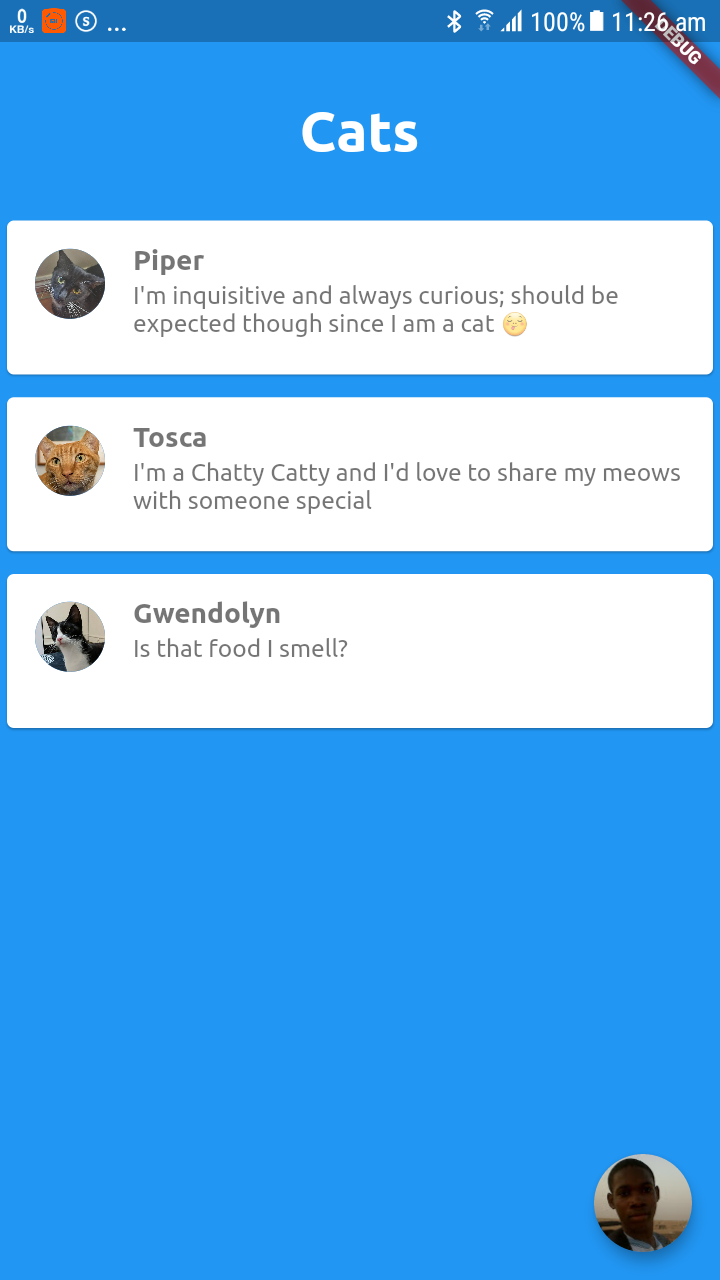 0
KB/s
S
...
100%
11:26 am
DEBUG
Cats
Piper
I'm inquisitive and always curious; should be
expected though since I am a cat 😚
Tosca
I'm a Chatty Catty and I'd love to share my meows
with someone special
Gwendolyn
Is that food I smell?